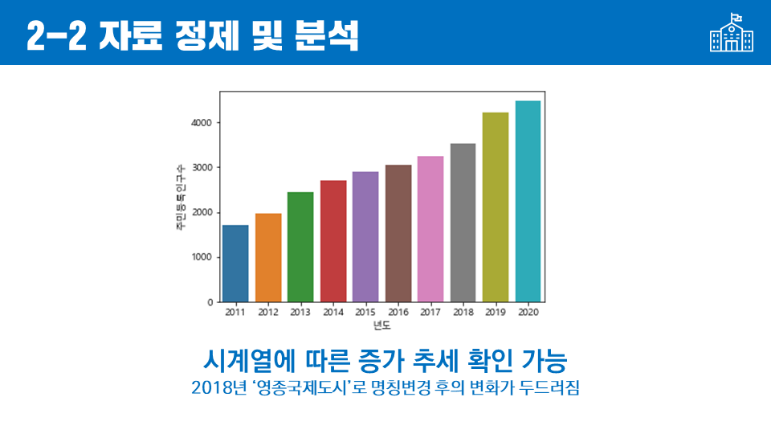 2-2 자료 정제 및 분석
4000
3000
2000
1000
0
주민등록인구수
2011 2012 2013 2014 2015 2016 2017 2018 2019 2020
년도
시계열에 따른 증가 추세 확인 가능
2018년 ‘영종국제도시’로 명칭변경 후의 변화가 두드러짐